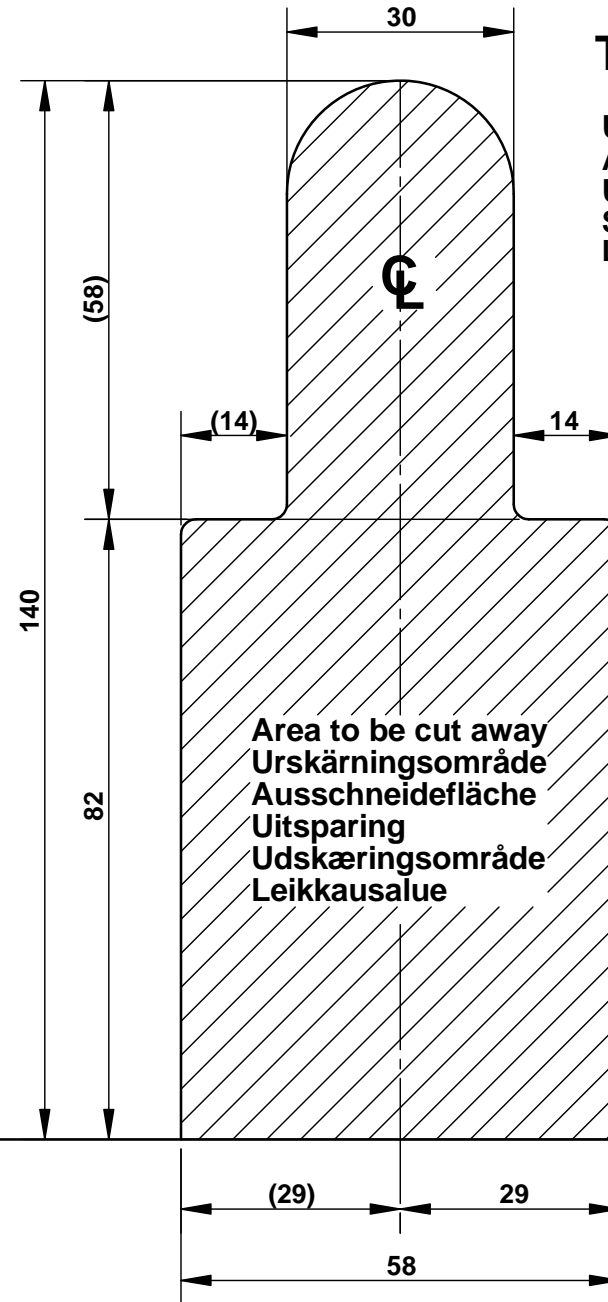 30
(58)
(14)
14
℄
140
82
Area to be cut away
Urskärningsområde
Ausschneidefläche
Uitsparing
Udskæringsområde
Leikkausalue
(29)
29
58